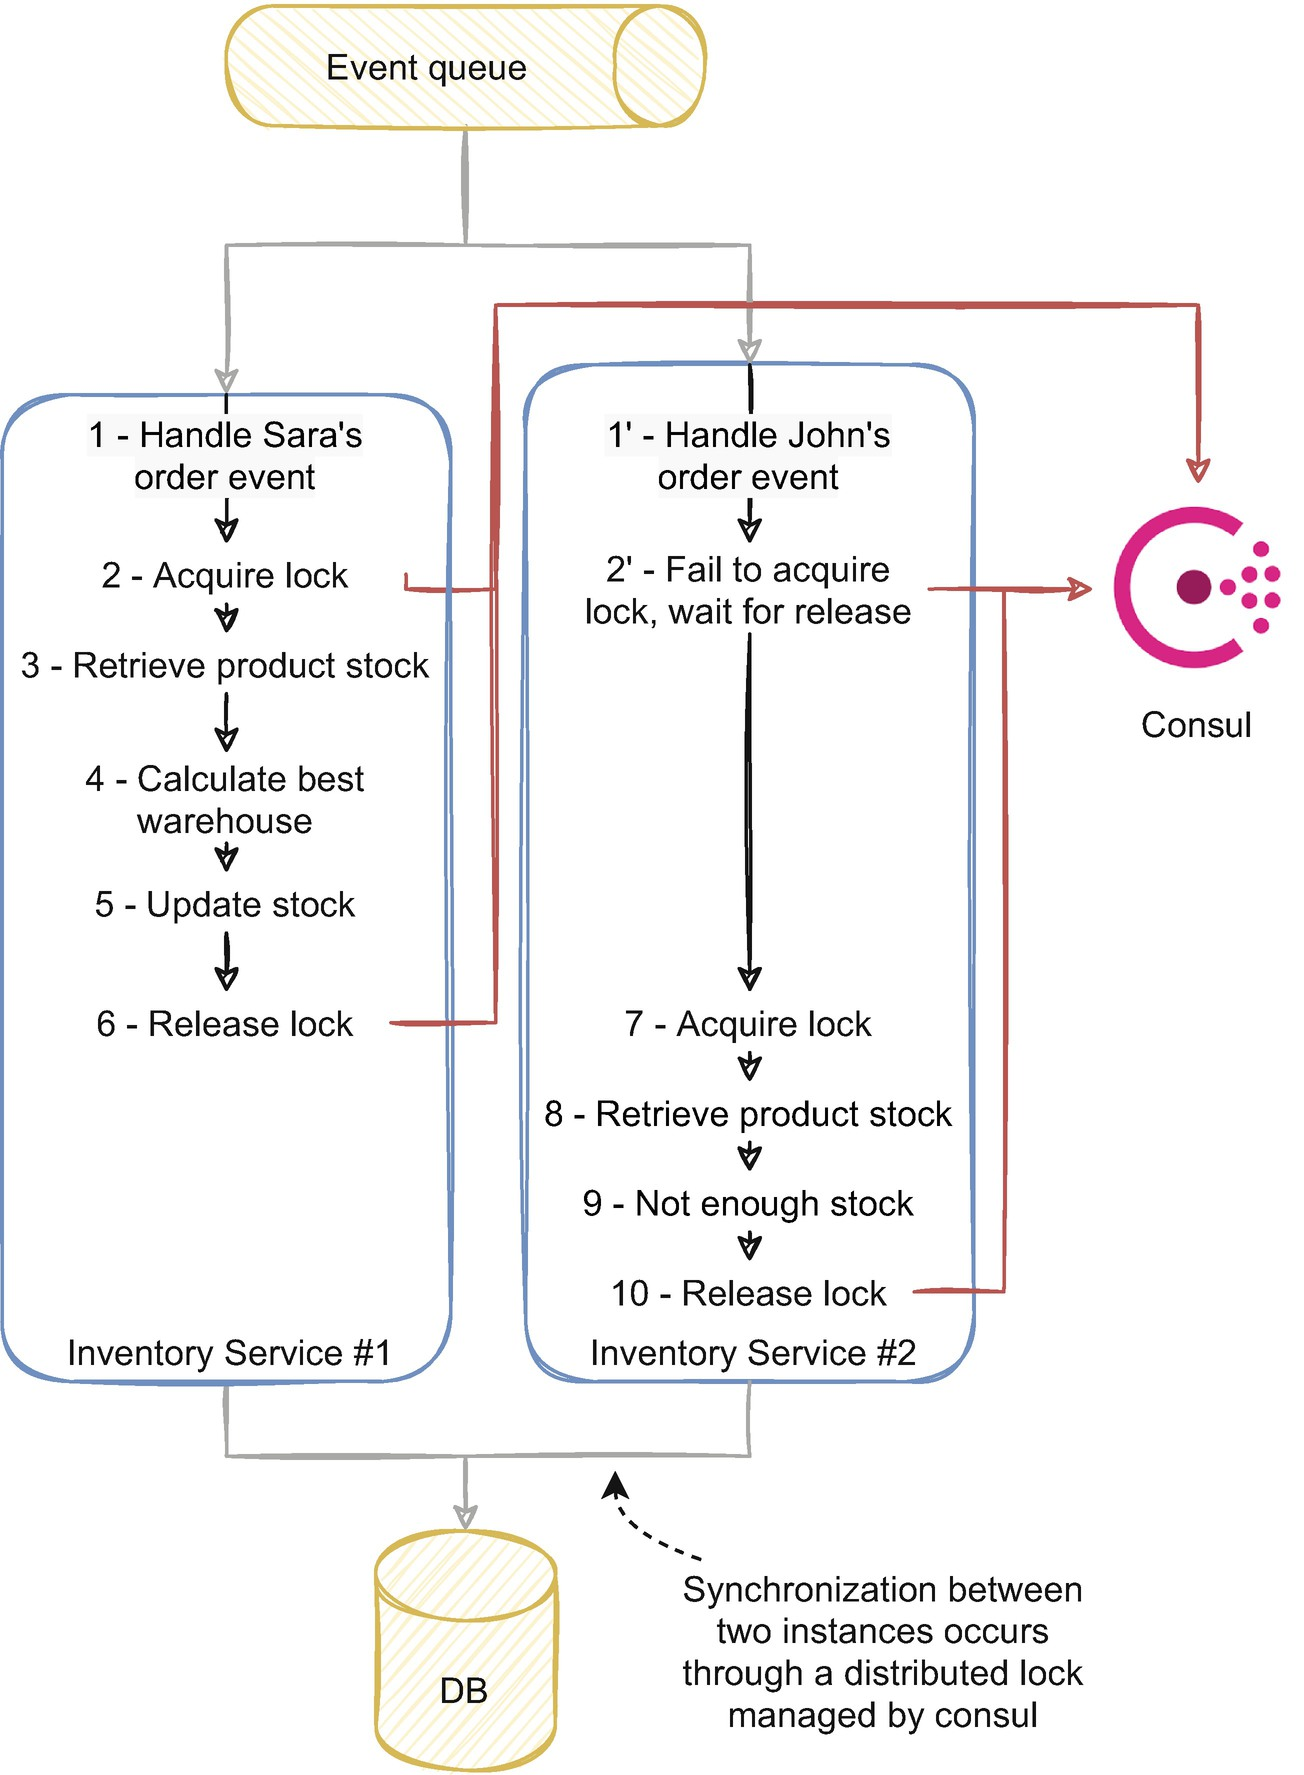 Event queue
1 - Handle Sara's
order event
2 - Acquire lock
3 - Retrieve product stock
4 - Calculate best
warehouse
5 - Update stock
6 - Release lock
Inventory Service #1
1' - Handle John's
order event
2' - Fail to acquire
lock, wait for release
7 - Acquire lock
8 - Retrieve product stock
9 - Not enough stock
10 - Release lock
Inventory Service #2
Consul
DB
Synchronization between
two instances occurs
through a distributed lock
managed by consul